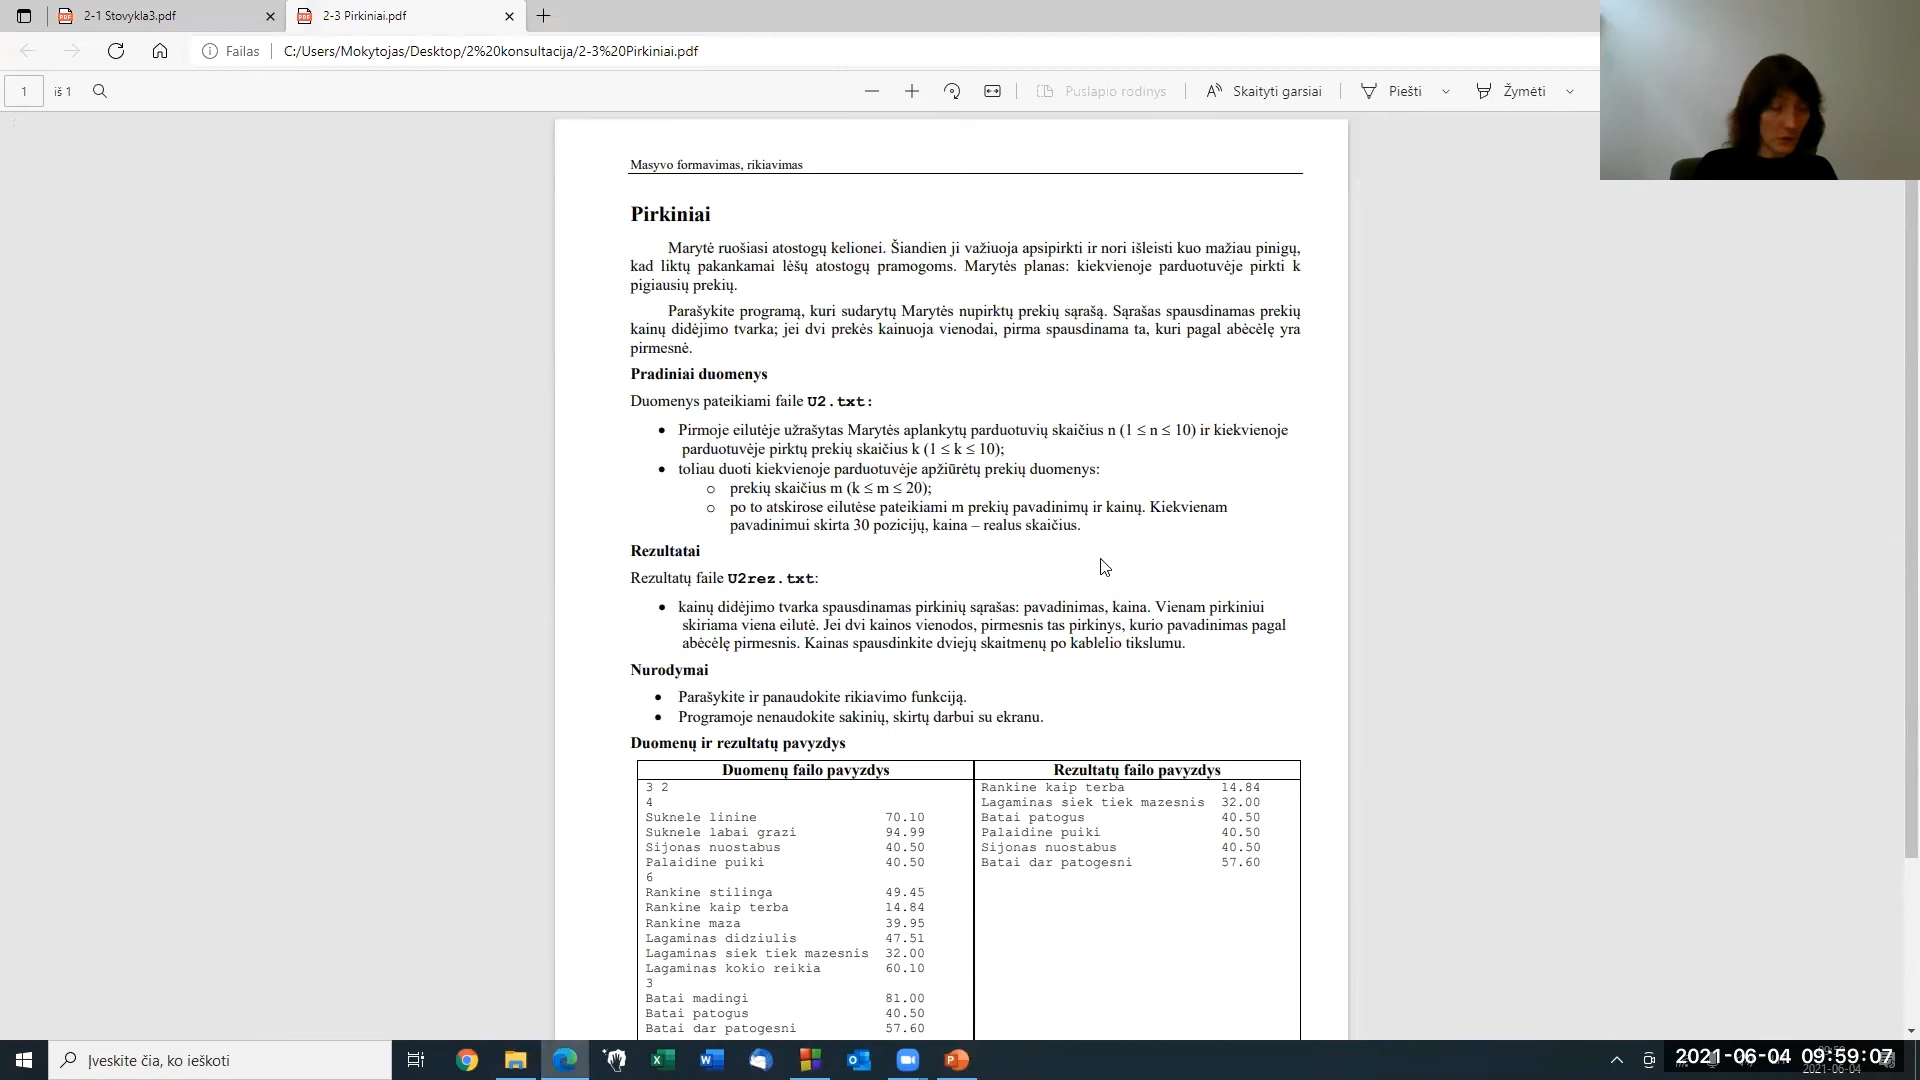 2-1 Stovykla3.pdf
2-3 Pirkiniai.pdf
Failas
C:/Users/Mokytojas/Desktop/2%20konsultacija/2-3%20Pirkiniai.pdf
1
iš 1
Puslapio rodinys
Skaityti garsiai
Piešti
Žymėti
Masyvo formavimas, rikiavimas
Pirkiniai
Marytė ruošiasi atostogų kelionei. Šiandien ji važiuoja apsipirkti ir nori išleisti kuo mažiau pinigų,
kad liktų pakankamai lėšų atostogų pramogoms. Marytės planas: kiekvienoje parduotuvėje pirkti k
pigiausių prekių.
Parašykite programą, kuri sudarytų Marytės nupirktų prekių sąrašą. Sąrašas spausdinamas prekių
kainų didėjimo tvarka; jei dvi prekės kainuoja vienodai, pirma spausdinama ta, kuri pagal abėcėlę yra
pirmesnė.
Pradiniai duomenys
Duomenys pateikiami faile U2.txt:
• Pirmoje eilutėje užrašytas Marytės aplankytų parduotuvių skaičius n (1 ≤ n ≤ 10) ir kiekvienoje
parduotuvėje pirktų prekių skaičius k (1 ≤ k ≤ 10);
• toliau duoti kiekvienoje parduotuvėje apžiūrėtų prekių duomenys:
o prekių skaičius m (k ≤ m ≤ 20);
o po to atskirose eilutėse pateikiami m prekių pavadinimų ir kainų. Kiekvienam
pavadinimui skirta 30 pozicijų, kaina – realus skaičius.
Rezultatai
Rezultatų faile U2rez.txt:
• kainų didėjimo tvarka spausdinamas pirkinių sąrašas: pavadinimas, kaina. Vienam pirkiniui
skiriama viena eilutė. Jei dvi kainos vienodos, pirmesnis tas pirkinys, kurio pavadinimas pagal
abėcėlę pirmesnis. Kainas spausdinkite dviejų skaitmenų po kablelio tikslumu.
Nurodymai
• Parašykite ir panaudokite rikiavimo funkciją.
• Programoje nenaudokite sakinių, skirtų darbui su ekranu.
Duomenų ir rezultatų pavyzdys
Duomenų failo pavyzdys
3 2
4
Suknele linine 70.10
Suknele labai grazi 94.99
Sijonas nuostabus 40.50
Palaidine puiki 40.50
6
Rankine stilinga 49.45
Rankine kaip terba 14.84
Rankine maza 39.95
Lagaminas didziulis 47.51
Lagaminas siek tiek mazesnis 32.00
Lagaminas kokio reikia 60.10
3
Batai madingi 81.00
Batai patogus 40.50
Batai dar patogesni 57.60
Rezultatų failo pavyzdys
Rankine kaip terba 14.84
Lagaminas siek tiek mazesnis 32.00
Batai patogus 40.50
Palaidine puiki 40.50
Sijonas nuostabus 40.50
Batai dar patogesni 57.60
Įveskite čia, ko ieškoti
2021-06-04 09:59:07
2021-06-04